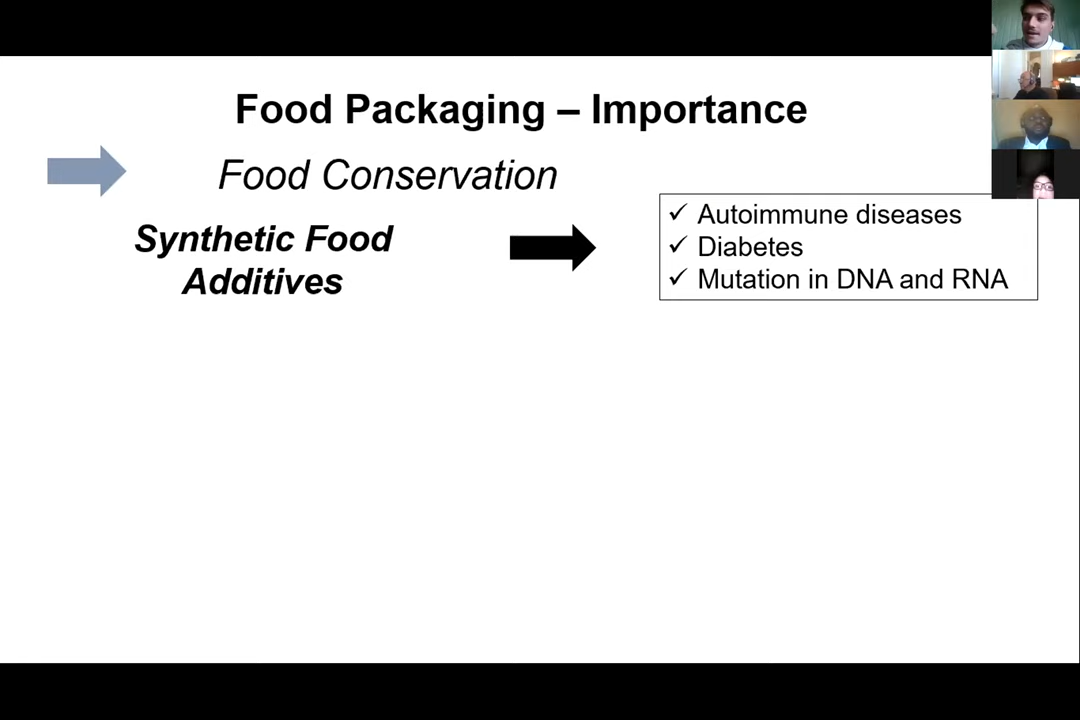 Food Packaging – Importance
Food Conservation
Synthetic Food
Additives
✓ Autoimmune diseases
✓ Diabetes
✓ Mutation in DNA and RNA